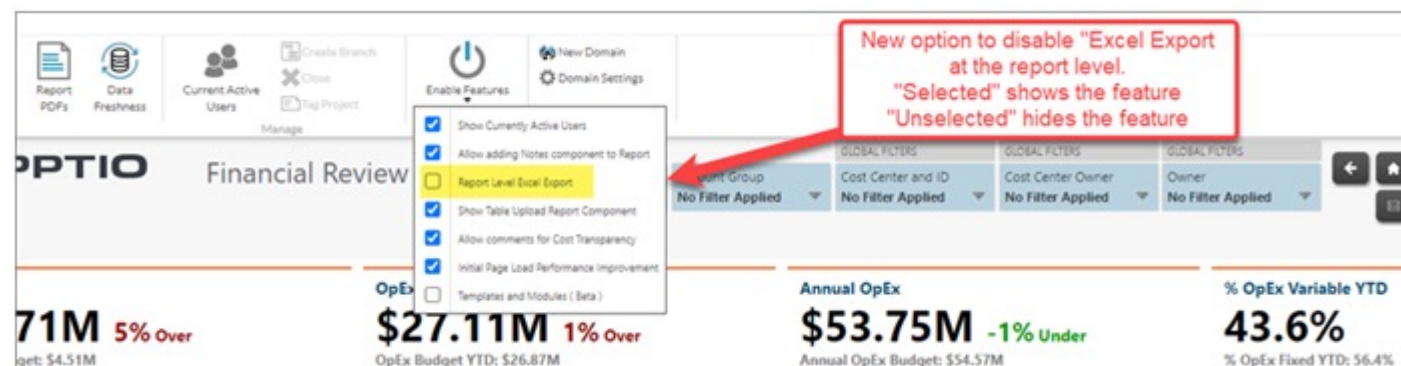 New option to disable "Excel Export
at the report level.
"Selected" shows the feature
"Unselected" hides the feature
Report
PDFs
Data
Freshness
Current Active
Users
Create Branch
Close
Tag Project
Manage
Enable Features
New Domain
Domain Settings
Show Currently Active Users
Allow adding Notes component to Report
Report Level Excel Export
Show Table Upload Report Component
Allow comments for Cost Transparency
Initial Page Load Performance Improvement
Templates and Modules ( Beta )
PPTIO
Financial Review
GLOBAL FILTERS
GLOBAL FILTERS
GLOBAL FILTERS
ount Group
No Filter Applied
Cost Center and ID
No Filter Applied
Cost Center Owner
No Filter Applied
Owner
No Filter Applied
71M 5% Over
get: $4.51M
OpEx
$27.11M 1% Over
OpEx Budget YTD: $26.87M
Annual OpEx
$53.75M -1% Under
Annual OpEx Budget: $54.57M
% OpEx Variable YTD
43.6%
% OpEx Fixed YTD: 56.4%